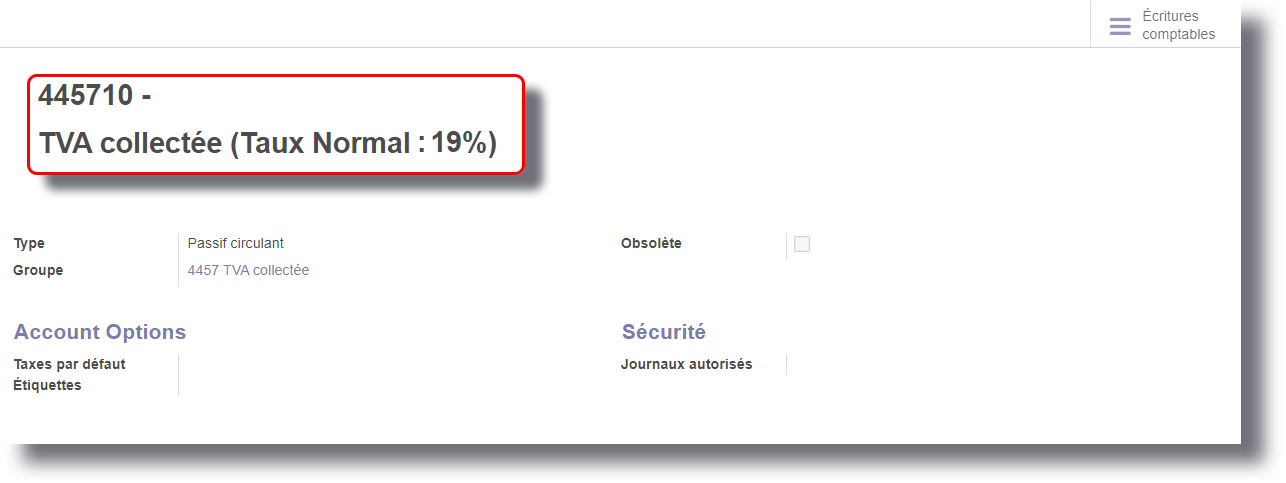 Écritures
comptables
445710 -
TVA collectée (Taux Normal : 19%)
Type
Passif circulant
Obsolète
Groupe
4457 TVA collectée
Account Options
Sécurité
Taxes par défaut
Journaux autorisés
Étiquettes